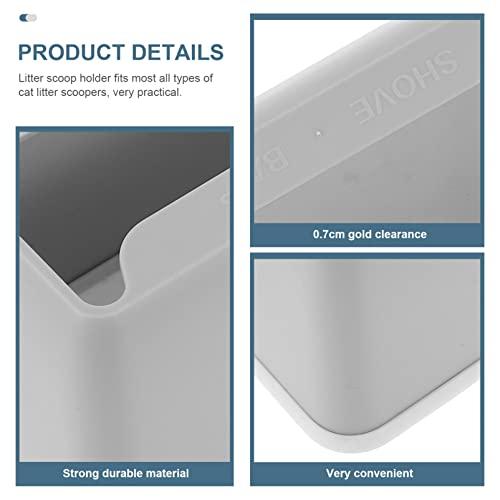 PRODUCT DETAILS
Litter scoop holder fits most all types of
cat litter scoopers, very practical.
SHOVE
BA
0.7cm gold clearance
Strong durable material
Very convenient